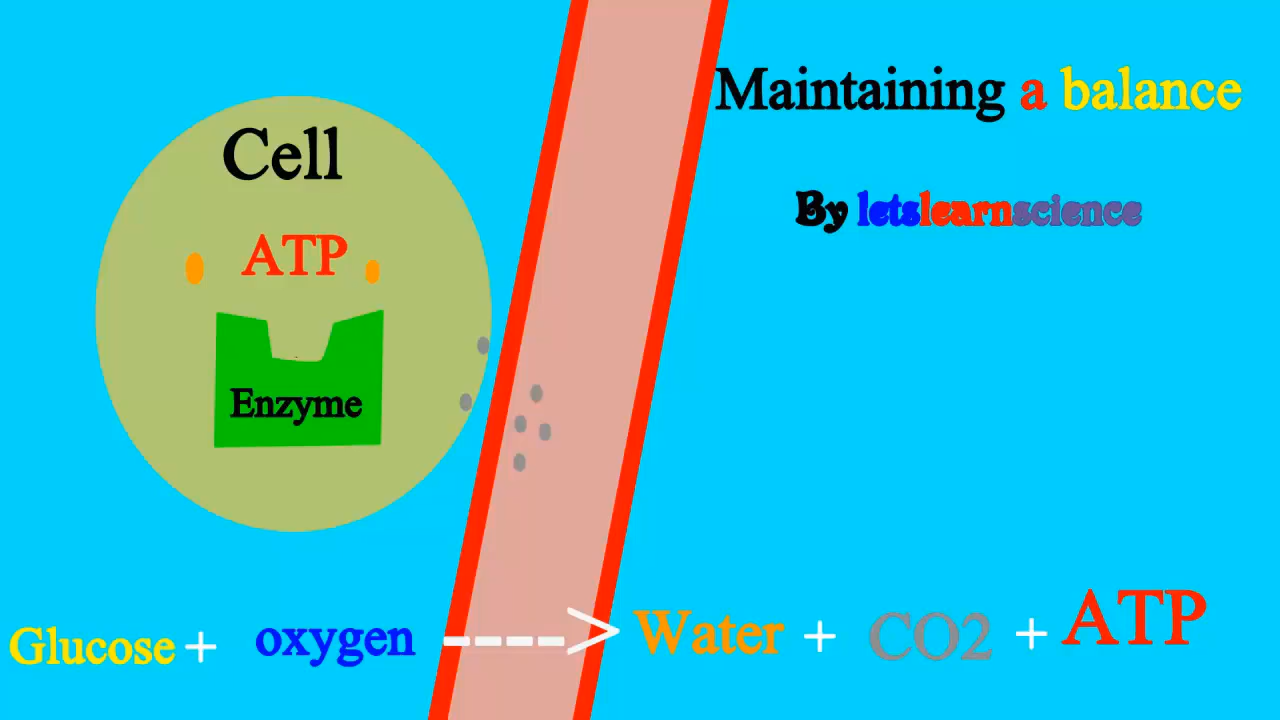 Maintaining a balance
By letslearnscience
Cell
ATP
Enzyme
Glucose + oxygen ----> Water + CO2 + ATP